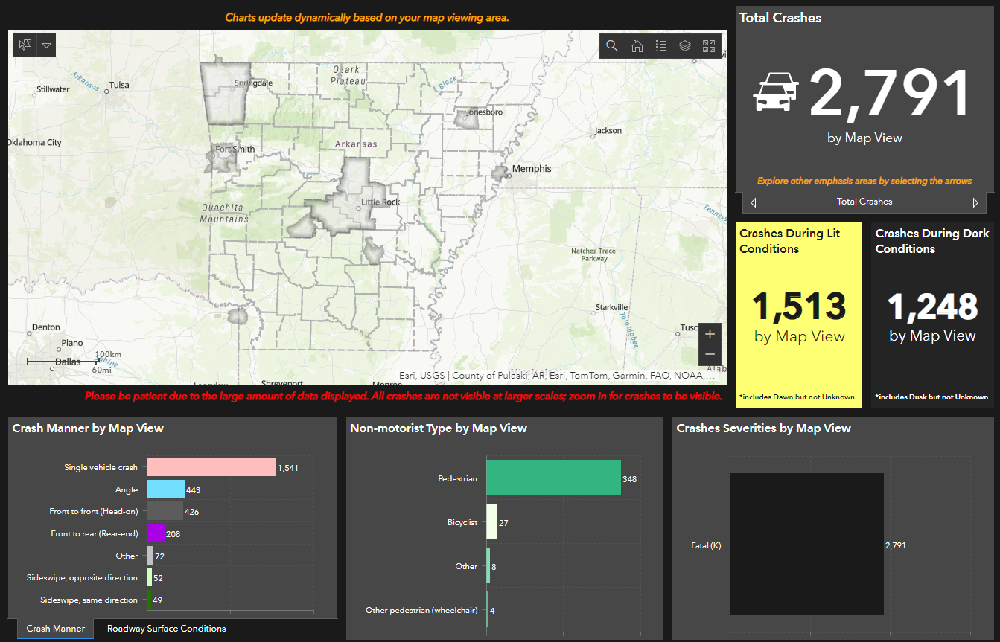 Charts update dynamically based on your map viewing area.
Ozark
Plateau
Black
Arkansas
Tulsa
Stillwater
Springdale
Jonesboro
Jackson
Oklahoma City
Arkansas
Fort Smith
Memphis
Little Rock
Ouachita
Mountains
Natchez Trace
Parkway
Starkville
Tombigbee
Denton
Plano
Dallas
100km
60mi
Shreveport
Esri, USGS | County of Pulaski, AR, Esri, TomTom, Garmin, FAO, NOAA,...
Please be patient due to the large amount of data displayed. All crashes are not visible at larger scales; zoom in for crashes to be visible.
Total Crashes
2,791
by Map View
Explore other emphasis areas by selecting the arrows
Total Crashes
Crashes During Lit
Conditions
1,513
by Map View
*includes Dawn but not Unknown
Crashes During Dark
Conditions
1,248
by Map View
*includes Dusk but not Unknown
Crash Manner by Map View
Single vehicle crash 1,541
Angle 443
Front to front (Head-on) 426
Front to rear (Rear-end) 208
Other 72
Sideswipe, opposite direction 52
Sideswipe, same direction 49
Crash Manner
Roadway Surface Conditions
Non-motorist Type by Map View
Pedestrian 348
Bicyclist 27
Other 8
Other pedestrian (wheelchair) 4
Crashes Severities by Map View
Fatal (K) 2,791